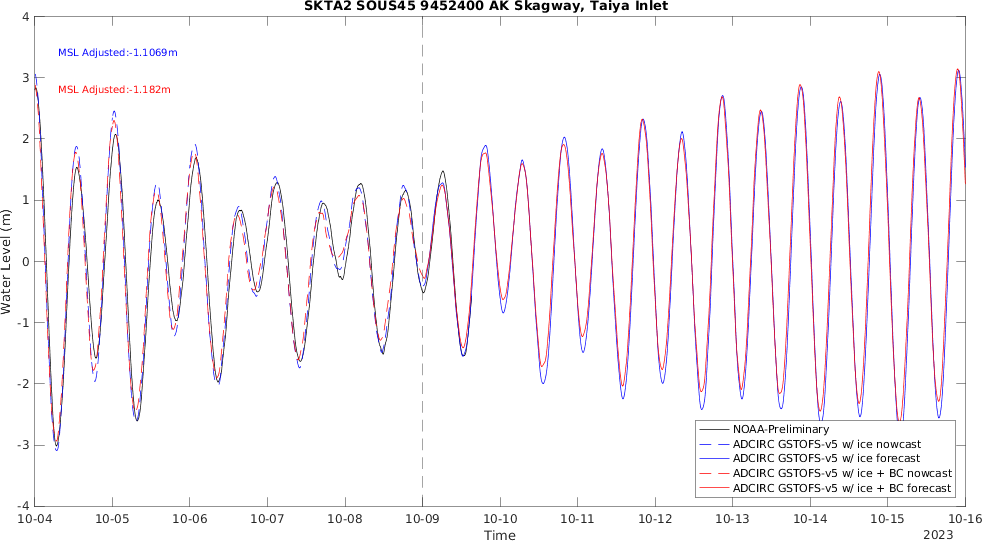 SKTA2 SOUS45 9452400 AK Skagway, Taiya Inlet
4
3
2
1
0
-1
-2
-3
-4
Water Level (m)
MSL Adjusted:-1.1069m
MSL Adjusted:-1.182m
NOAA-Preliminary
ADCIRC GSTOFS-v5 w/ ice nowcast
ADCIRC GSTOFS-v5 w/ ice forecast
ADCIRC GSTOFS-v5 w/ ice + BC nowcast
ADCIRC GSTOFS-v5 w/ ice + BC forecast
10-04 10-05 10-06 10-07 10-08 10-09 10-10 10-11 10-12 10-13 10-14 10-15 10-16
Time
2023